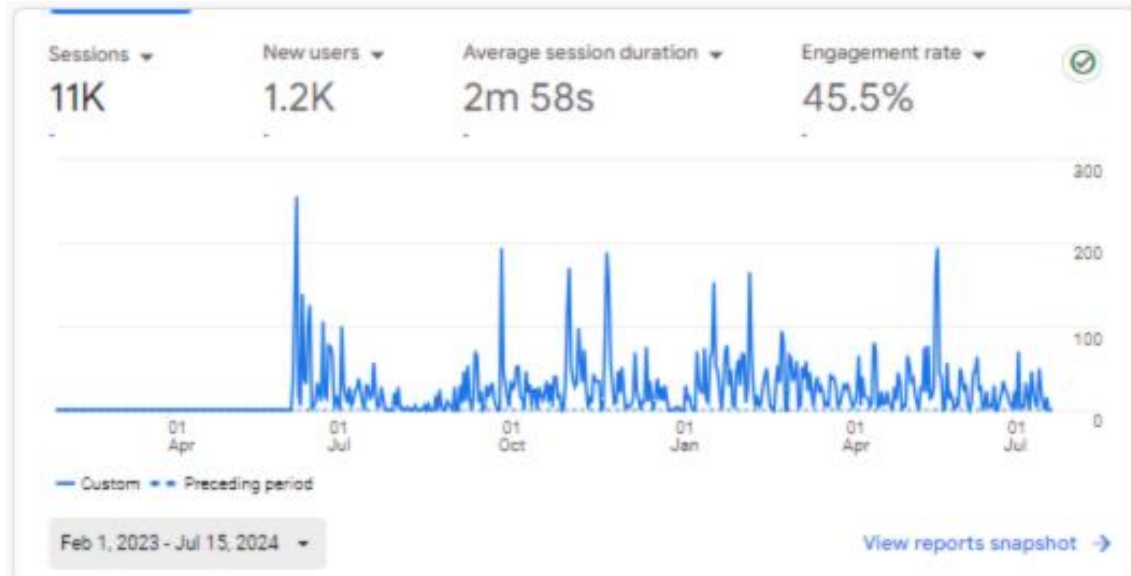 Sessions New users Average session duration Engagement rate
11K 1.2K 2m 58s 45.5%
- - - -
300
200
100
0
01 01 01 01 01 01
Apr Jul Oct Jan Apr Jul
Custom Preceding period
Feb 1, 2023 - Jul 15, 2024 View reports snapshot